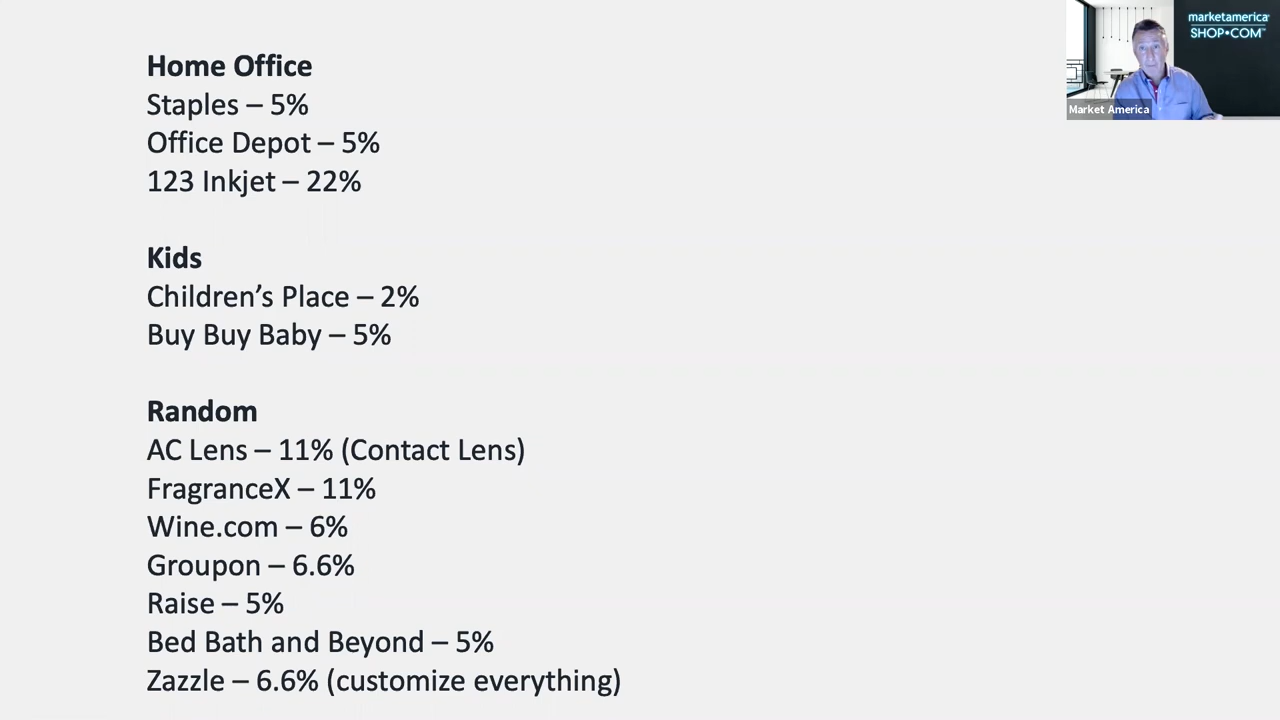 Home Office
Staples – 5%
Office Depot – 5%
123 Inkjet – 22%
Kids
Children’s Place – 2%
Buy Buy Baby – 5%
Random
AC Lens – 11% (Contact Lens)
FragranceX – 11%
Wine.com – 6%
Groupon – 6.6%
Raise – 5%
Bed Bath and Beyond – 5%
Zazzle – 6.6% (customize everything)
marketamerica
SHOP•COM
Market America